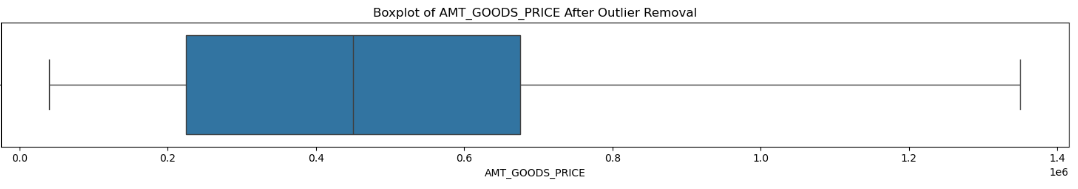 Boxplot of AMT_GOODS_PRICE After Outlier Removal
0.0 0.2 0.4 0.6 0.8 1.0 1.2 1.4
1e6
AMT_GOODS_PRICE